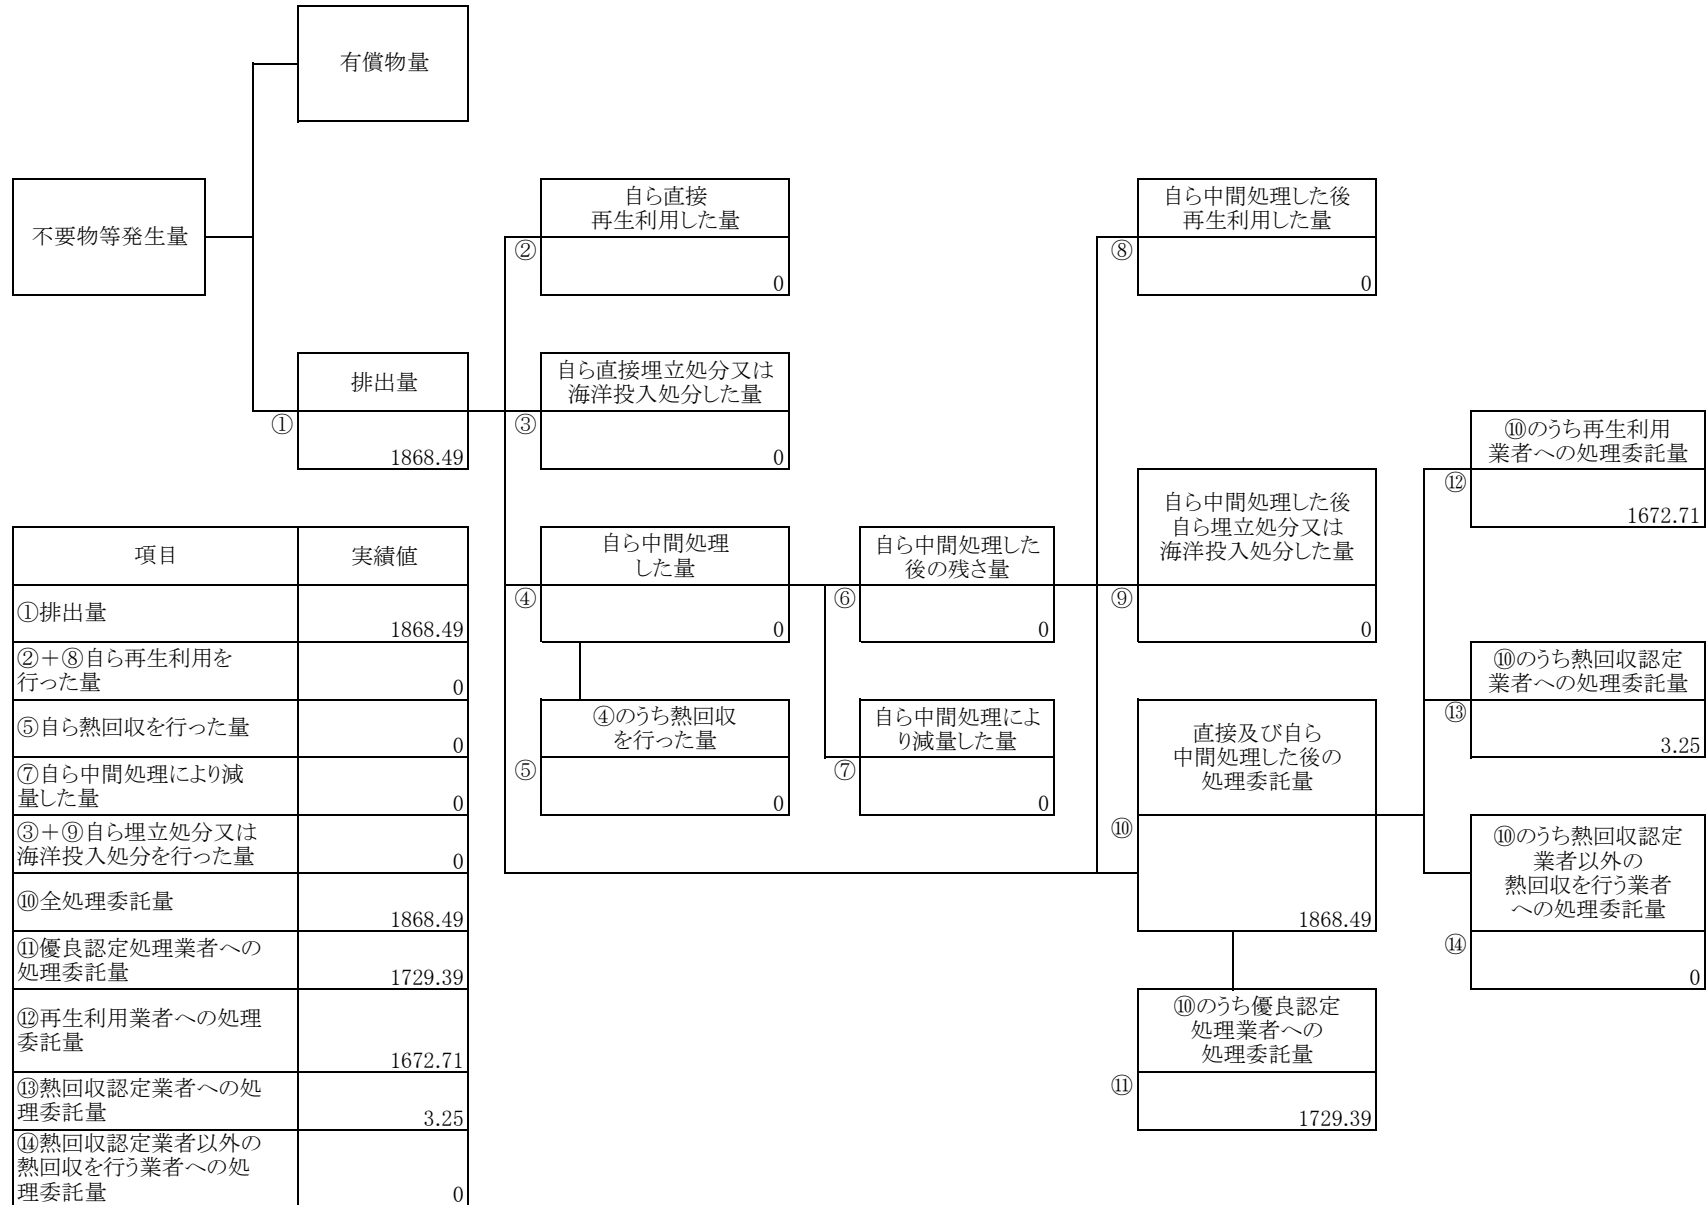 有償物量
不要物等発生量
自ら直接
再生利用した量
②
0
自ら中間処理した後
再生利用した量
⑧
0
排出量
①
1868.49
自ら直接埋立処分又は
海洋投入処分した量
③
0
⑩のうち再生利用
業者への処理委託量
⑫
1672.71
自ら中間処理した後
自ら埋立処分又は
海洋投入処分した量
⑨
0
自ら中間処理
した量
④
0
自ら中間処理した
後の残さ量
⑥
0
⑩のうち熱回収認定
業者への処理委託量
⑬
3.25
④のうち熱回収
を行った量
⑤
0
自ら中間処理によ
り減量した量
⑦
0
直接及び自ら
中間処理した後の
処理委託量
⑩
1868.49
⑩のうち熱回収認定
業者以外の
熱回収を行う業者
への処理委託量
⑭
0
⑩のうち優良認定
処理業者への
処理委託量
⑪
1729.39
項目 実績値
①排出量
1868.49
②+⑧自ら再生利用を
行った量
0
⑤自ら熱回収を行った量
0
⑦自ら中間処理により減
量した量
0
③+⑨自ら埋立処分又は
海洋投入処分を行った量
0
⑩全処理委託量
1868.49
⑪優良認定処理業者への
処理委託量
1729.39
⑫再生利用業者への処理
委託量
1672.71
⑬熱回収認定業者への処
理委託量
3.25
⑭熱回収認定業者以外の
熱回収を行う業者への処
理委託量
0